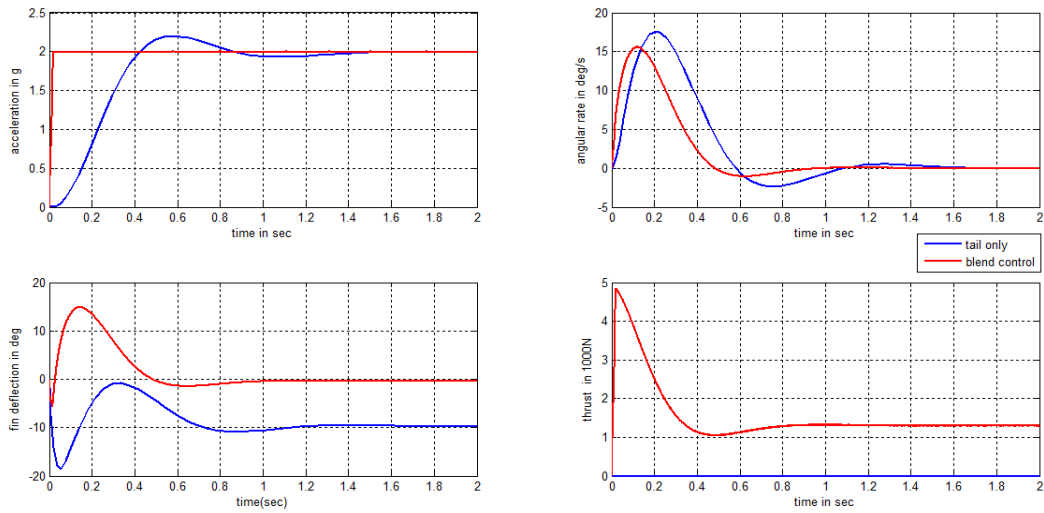 2.5
2
1.5
1
0.5
0
acceleration in g
0 0.2 0.4 0.6 0.8 1 1.2 1.4 1.6 1.8 2
time in sec
20
15
10
5
0
-5
angular rate in deg/s
0 0.2 0.4 0.6 0.8 1 1.2 1.4 1.6 1.8 2
time in sec
tail only
blend control
20
10
0
-10
-20
fin deflection in deg
0 0.2 0.4 0.6 0.8 1 1.2 1.4 1.6 1.8 2
time(sec)
5
4
3
2
1
0
thrust in 1000N
0 0.2 0.4 0.6 0.8 1 1.2 1.4 1.6 1.8 2
time in sec